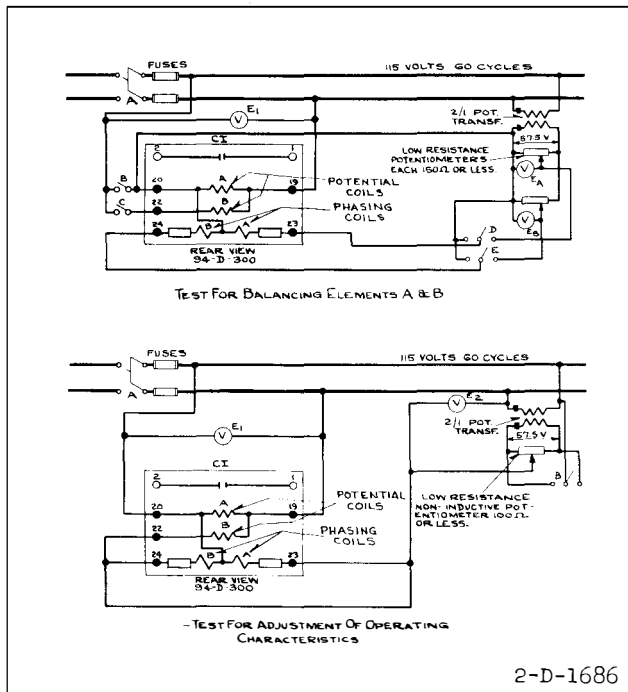 FUSES
115 VOLTS 60 CYCLES
A
E1
V
2/1 POT.
TRANSF.
57.5 V
CI
2
1
LOW RESISTANCE
POTENTIOMETERS
EACH 150Ω OR LESS.
B
20
A
19
POTENTIAL
COILS
V
EA
C
22
B
PHASING
COILS
24
B
A
23
V
EB
D
E
REAR VIEW
94-D-300
TEST FOR BALANCING ELEMENTS A & B
FUSES
115 VOLTS 60 CYCLES
A
V
E2
E1
V
2/1 POT.
TRANSF.
57.5 V
CI
2
1
B
20
A
19
POTENTIAL
COILS
LOW RESISTANCE
NON-INDUCTIVE POT-
ENTIOMETER 100Ω
OR LESS.
22
B
PHASING
COILS
24
B
A
23
REAR VIEW
94-D-300
-TEST FOR ADJUSTMENT OF OPERATING
CHARACTERISTICS
2-D-1686